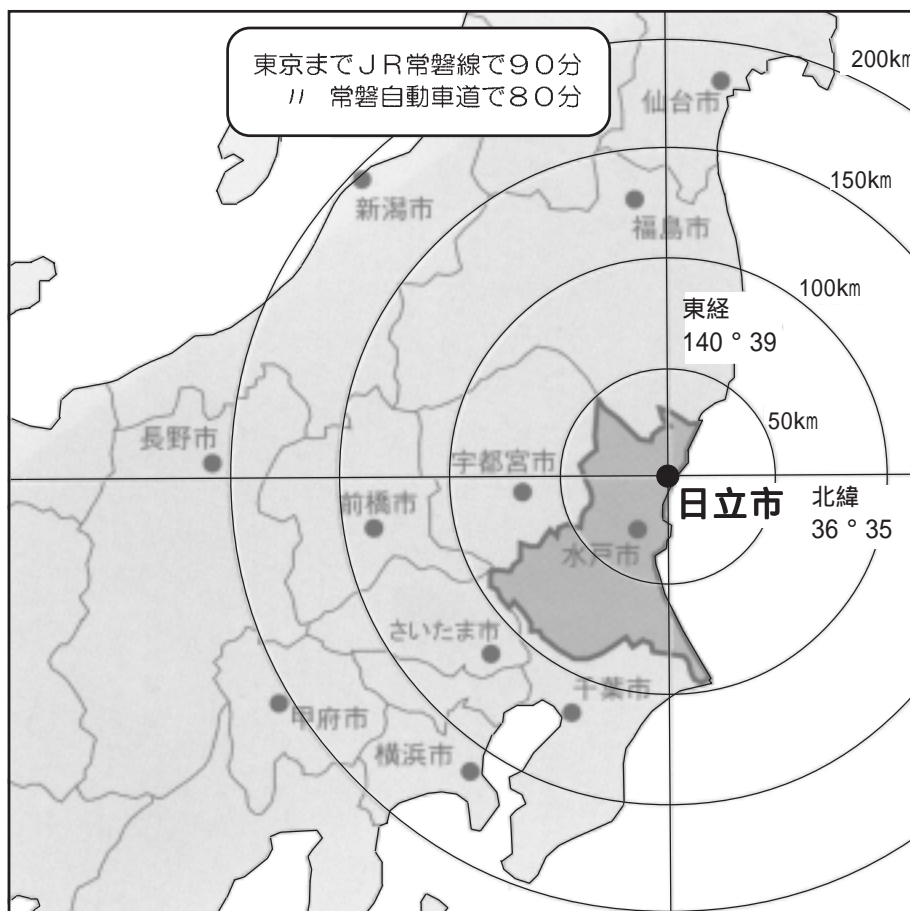 東京までＪＲ常磐線で９０分
〃 常磐自動車道で８０分
200km
仙台市
150km
新潟市
福島市
100km
東経
140°39
50km
長野市
宇都宮市
前橋市
日立市
北緯
36°35
水戸市
さいたま市
千葉市
甲府市
横浜市